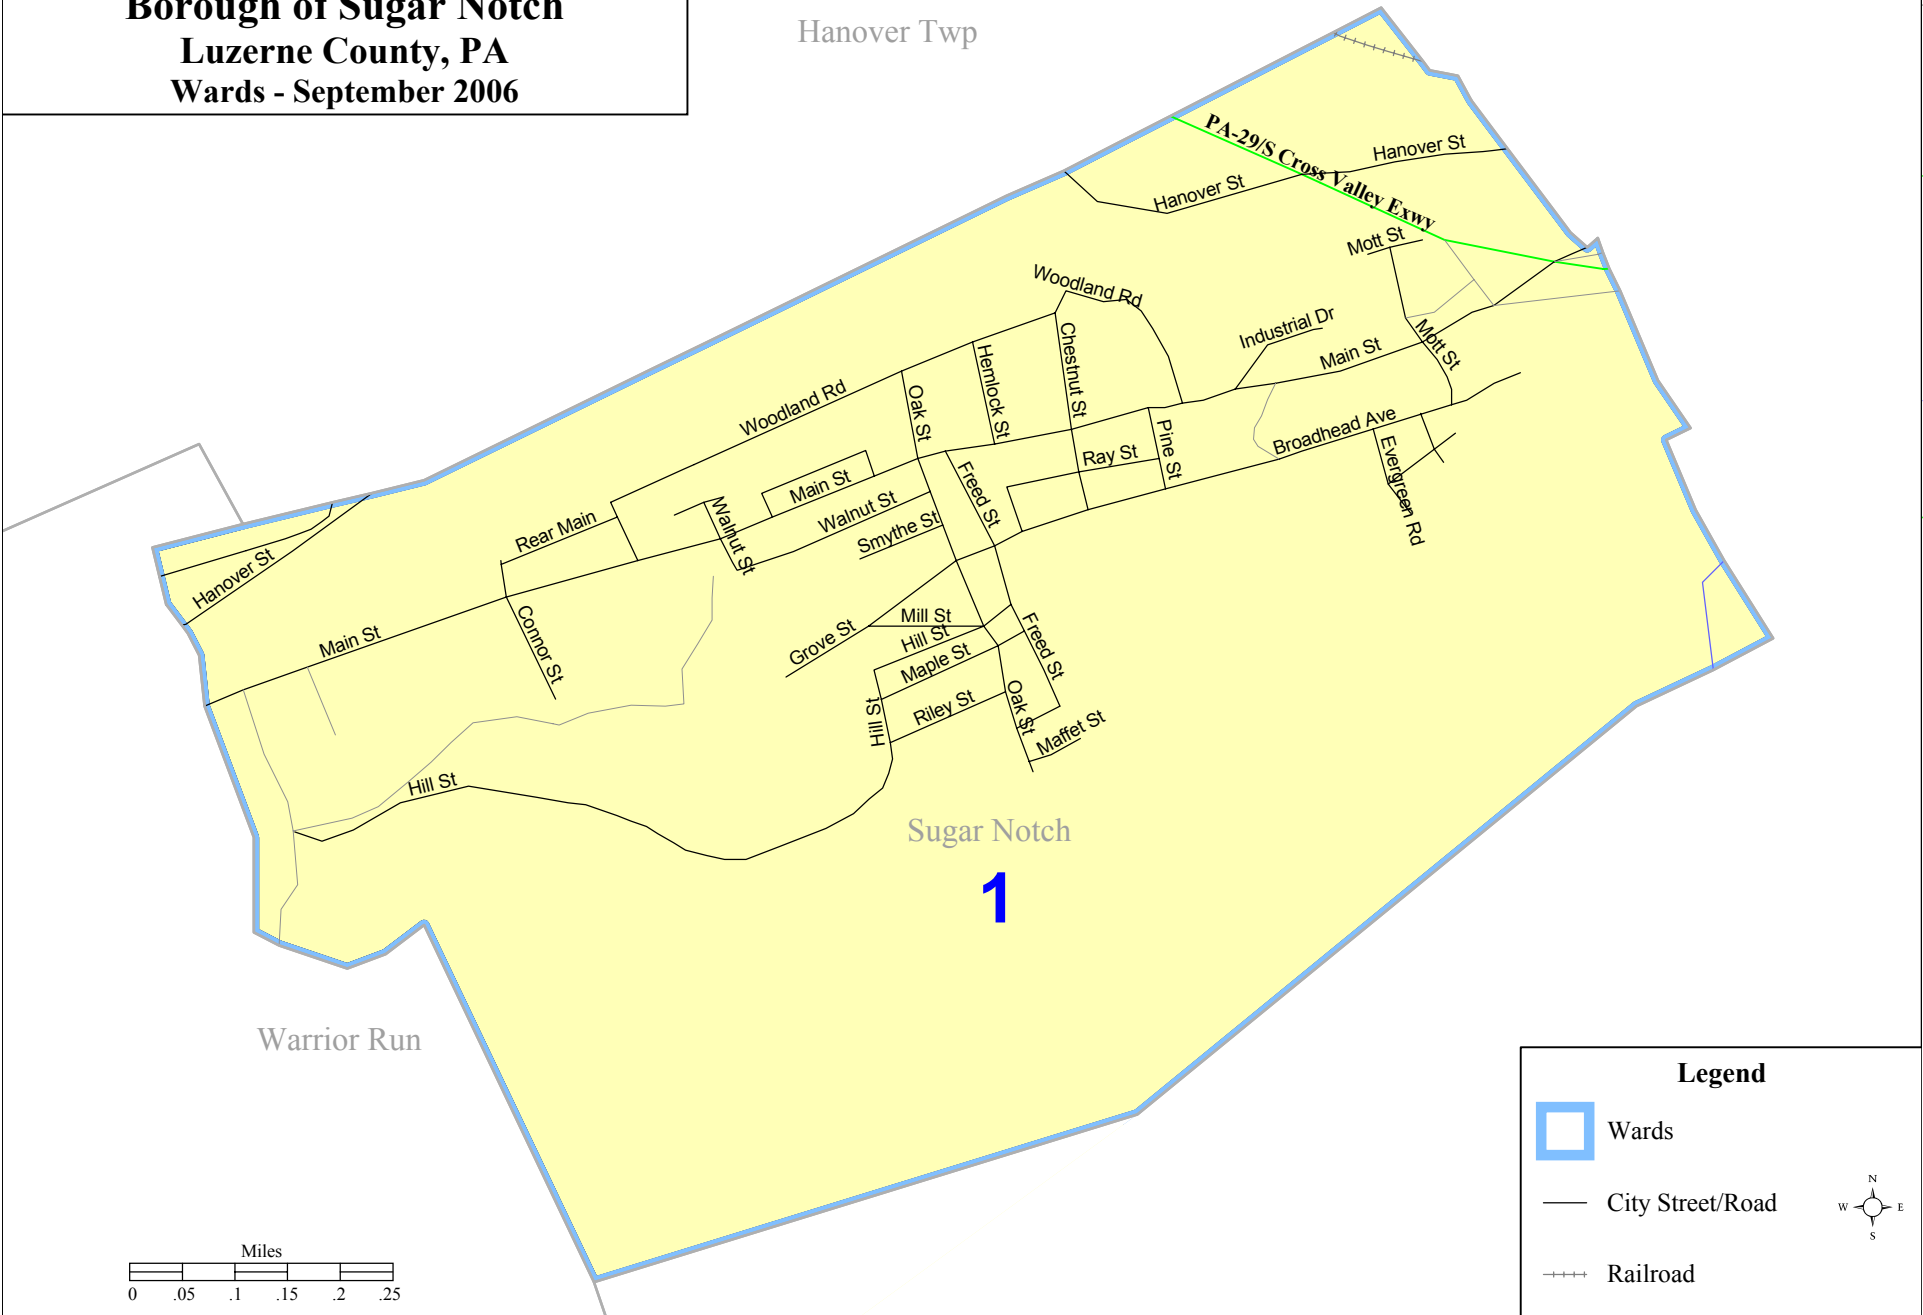 Borough of Sugar Notch
Luzerne County, PA
Wards - September 2006
Hanover Twp
PA-29/S Cross Valley Exwy
Hanover St
Hanover St
Mott St
Woodland Rd
Industrial Dr
Chestnut St
Main St
Mott St
Hemlock St
Woodland Rd
Oak St
Broadhead Ave
Pine St
Ray St
Evergreen Rd
Freed St
Main St
Walnut St
Walnut St
Smythe St
Rear Main
Hanover St
Main St
Connor St
Grove St
Mill St
Hill St
Maple St
Freed St
Riley St
Oak St
Hill St
Maffet St
Hill St
Sugar Notch
1
Warrior Run
Legend
Wards
City Street/Road
Railroad
N
W E
S
Miles
0 .05 .1 .15 .2 .25